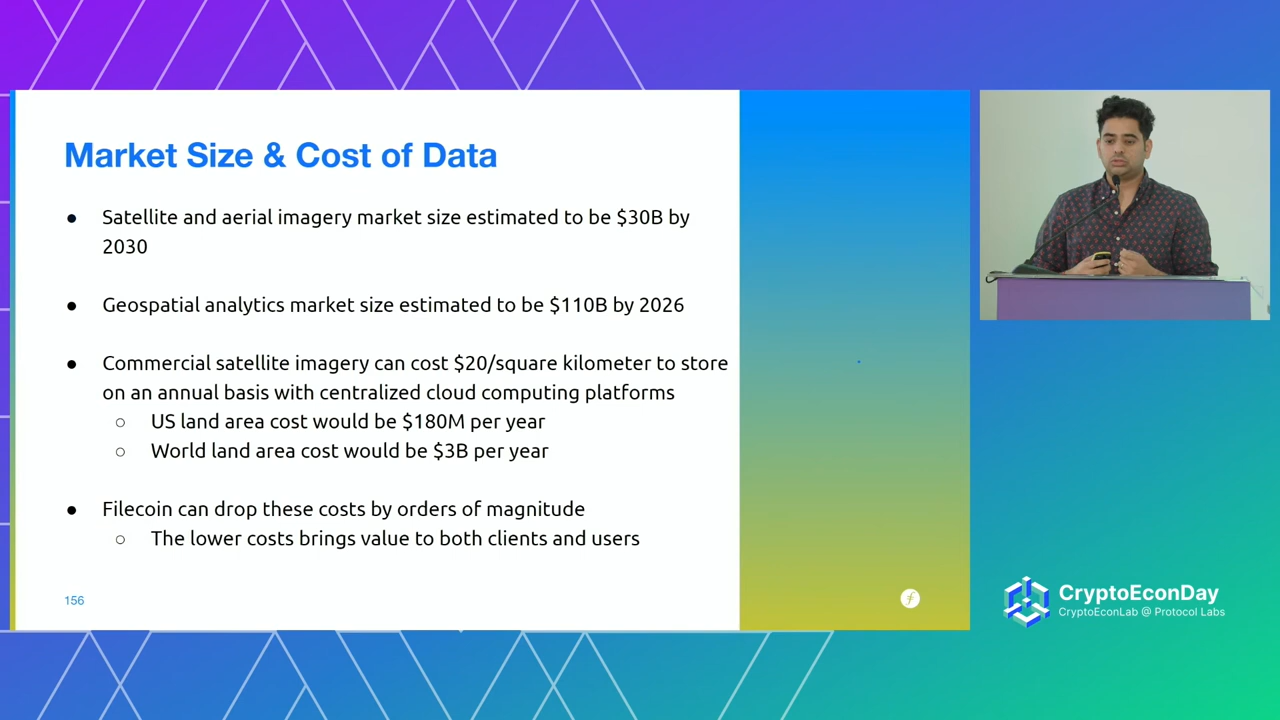 Market Size & Cost of Data
● Satellite and aerial imagery market size estimated to be $30B by
2030
● Geospatial analytics market size estimated to be $110B by 2026
● Commercial satellite imagery can cost $20/square kilometer to store
on an annual basis with centralized cloud computing platforms
○ US land area cost would be $180M per year
○ World land area cost would be $3B per year
● Filecoin can drop these costs by orders of magnitude
○ The lower costs brings value to both clients and users
156
CryptoEconDay
CryptoEconLab @ Protocol Labs